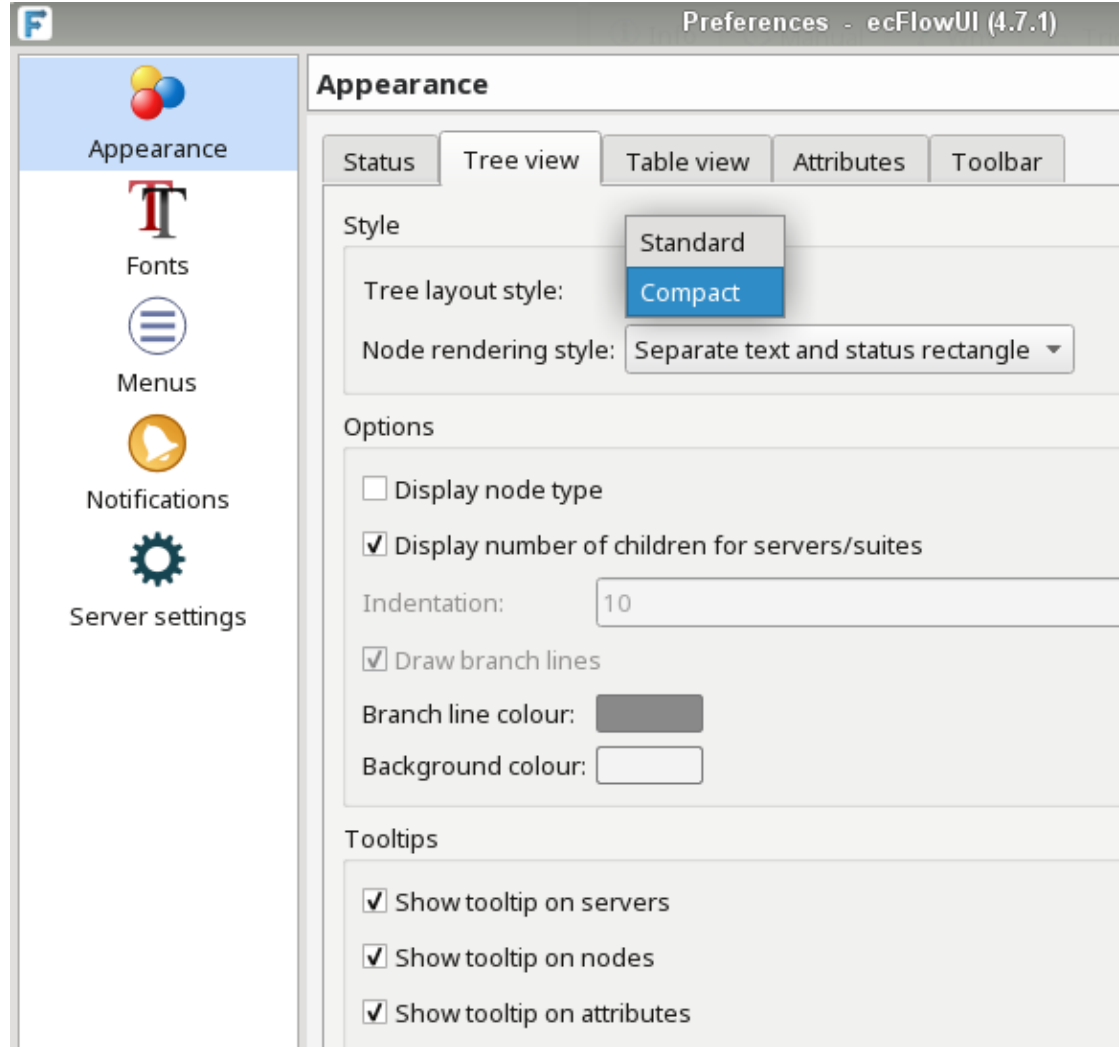 Preferences - ecFlowUI (4.7.1)
Appearance
Fonts
Menus
Notifications
Server settings
Appearance
Status Tree view Table view Attributes Toolbar
Style
Standard
Tree layout style: Compact
Node rendering style: Separate text and status rectangle
Options
Display node type
Display number of children for servers/suites
Indentation: 10
Draw branch lines
Branch line colour:
Background colour:
Tooltips
Show tooltip on servers
Show tooltip on nodes
Show tooltip on attributes